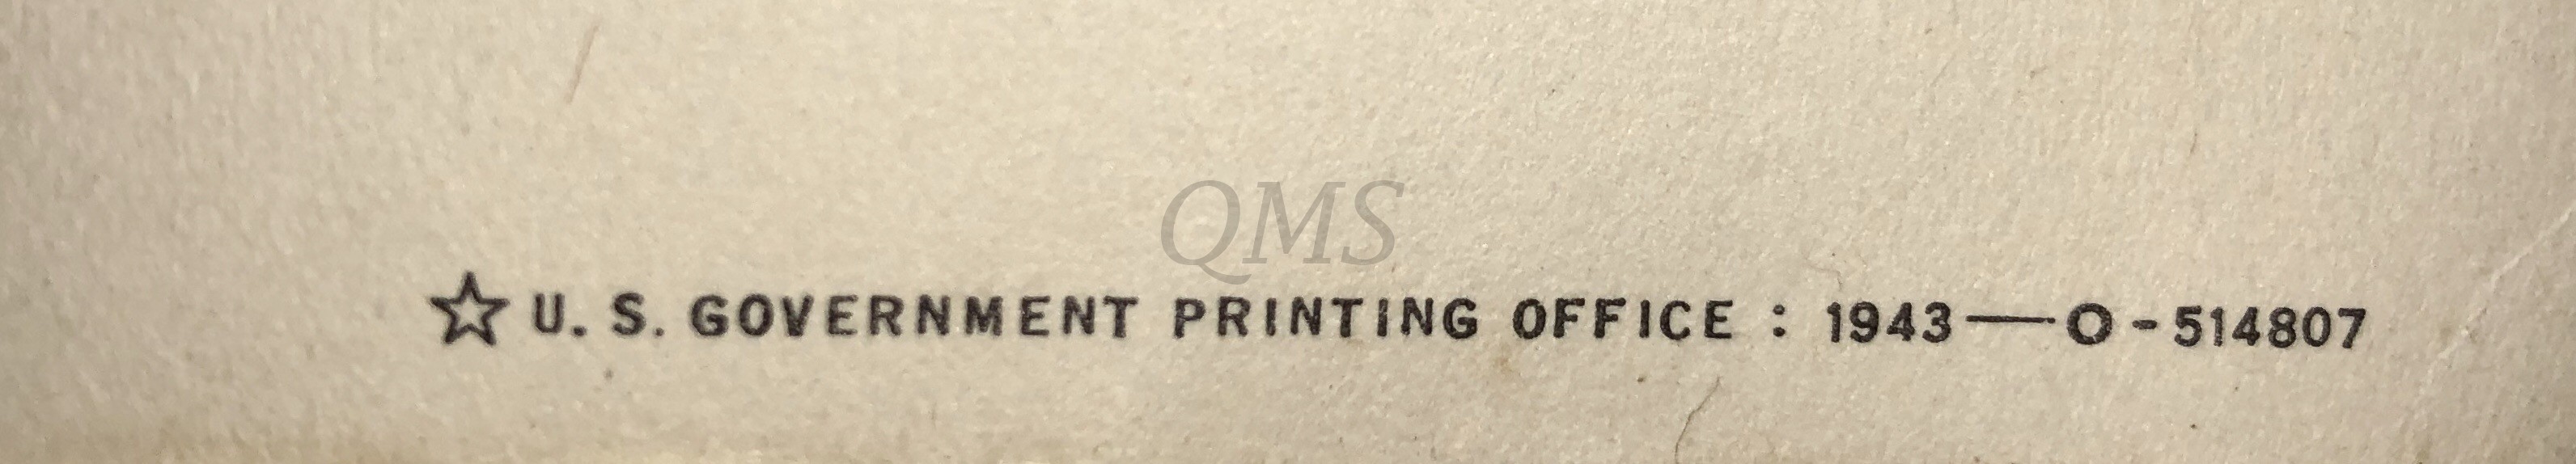 QMS
☆ U. S. GOVERNMENT PRINTING OFFICE : 1943—O-514807